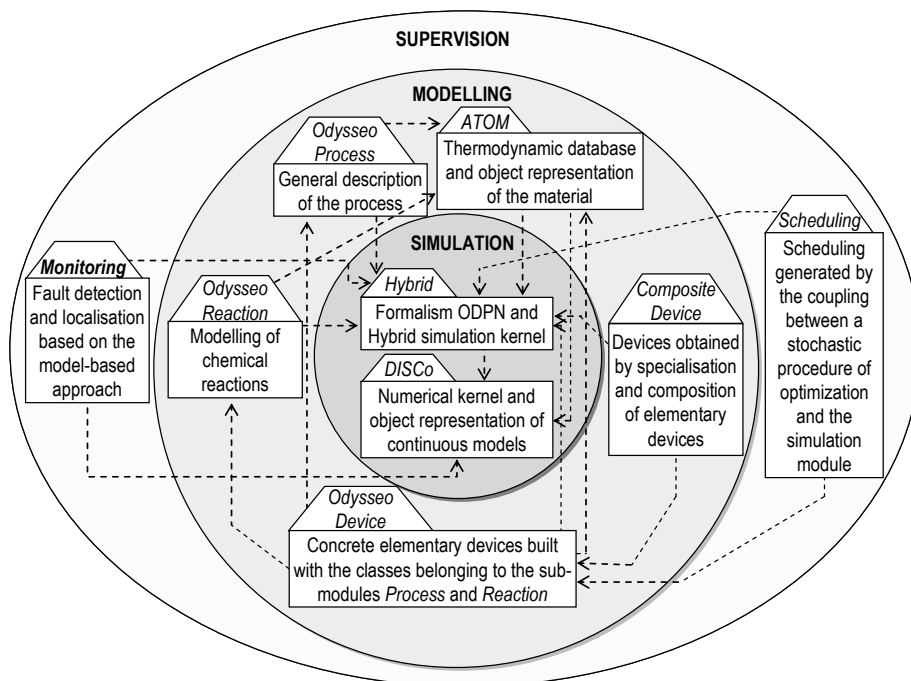 SUPERVISION
MODELLING
Odysseo
Process
General description
of the process
ATOM
Thermodynamic database
and object representation
of the material
SIMULATION
Monitoring
Fault detection
and localisation
based on the
model-based
approach
Odysseo
Reaction
Modelling of
chemical
reactions
Hybrid
Formalism ODPN and
Hybrid simulation kernel
DISCo
Numerical kernel and
object representation of
continuous models
Composite
Device
Devices obtained
by specialisation
and composition
of elementary
devices
Scheduling
Scheduling
generated by
the coupling
between a
stochastic
procedure of
optimization
and the
simulation
module
Odysseo
Device
Concrete elementary devices built
with the classes belonging to the sub-
modules Process and Reaction